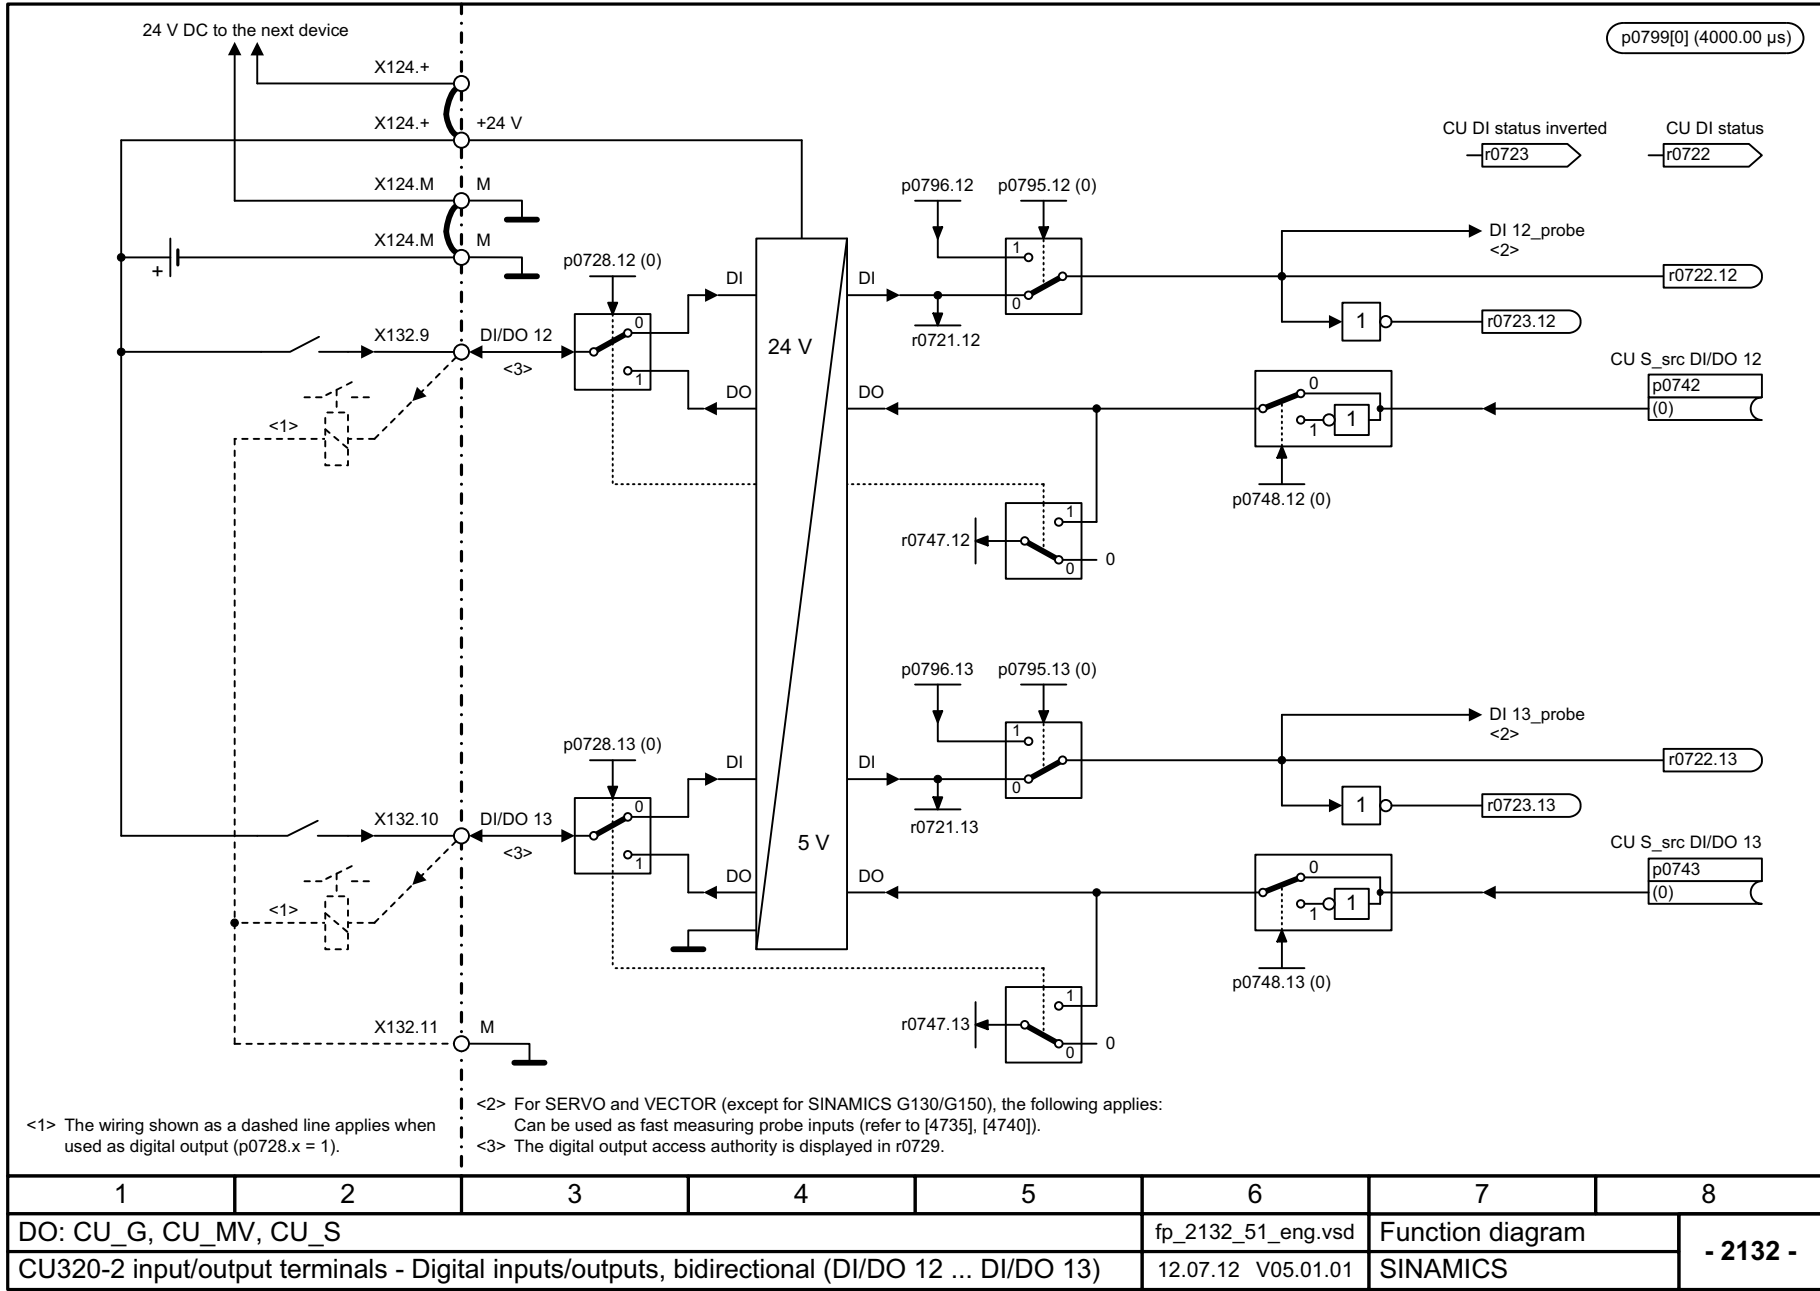 24 V DC to the next device
p0799[0] (4000.00 µs)
X124.+
X124.+ +24 V
CU DI status inverted
r0723
CU DI status
r0722
X124.M M
X124.M M
+
p0796.12 p0795.12 (0)
1
0
DI 12_probe
<2>
r0722.12
1
r0723.12
p0728.12 (0)
0
1
DI
DI
r0721.12
24 V
X132.9 DI/DO 12
<3>
DO
DO
CU S_src DI/DO 12
p0742
(0)
0
1
1
p0748.12 (0)
<1>
r0747.12
1
0
0
p0796.13 p0795.13 (0)
1
0
DI 13_probe
<2>
r0722.13
1
r0723.13
p0728.13 (0)
0
1
DI
DI
r0721.13
5 V
X132.10 DI/DO 13
<3>
DO
DO
CU S_src DI/DO 13
p0743
(0)
0
1
1
p0748.13 (0)
<1>
r0747.13
1
0
0
X132.11 M
<1> The wiring shown as a dashed line applies when
used as digital output (p0728.x = 1).
<2> For SERVO and VECTOR (except for SINAMICS G130/G150), the following applies:
Can be used as fast measuring probe inputs (refer to [4735], [4740]).
<3> The digital output access authority is displayed in r0729.
1 2 3 4 5 6 7 8
DO: CU_G, CU_MV, CU_S
fp_2132_51_eng.vsd
Function diagram
- 2132 -
CU320-2 input/output terminals - Digital inputs/outputs, bidirectional (DI/DO 12 ... DI/DO 13)
12.07.12 V05.01.01
SINAMICS